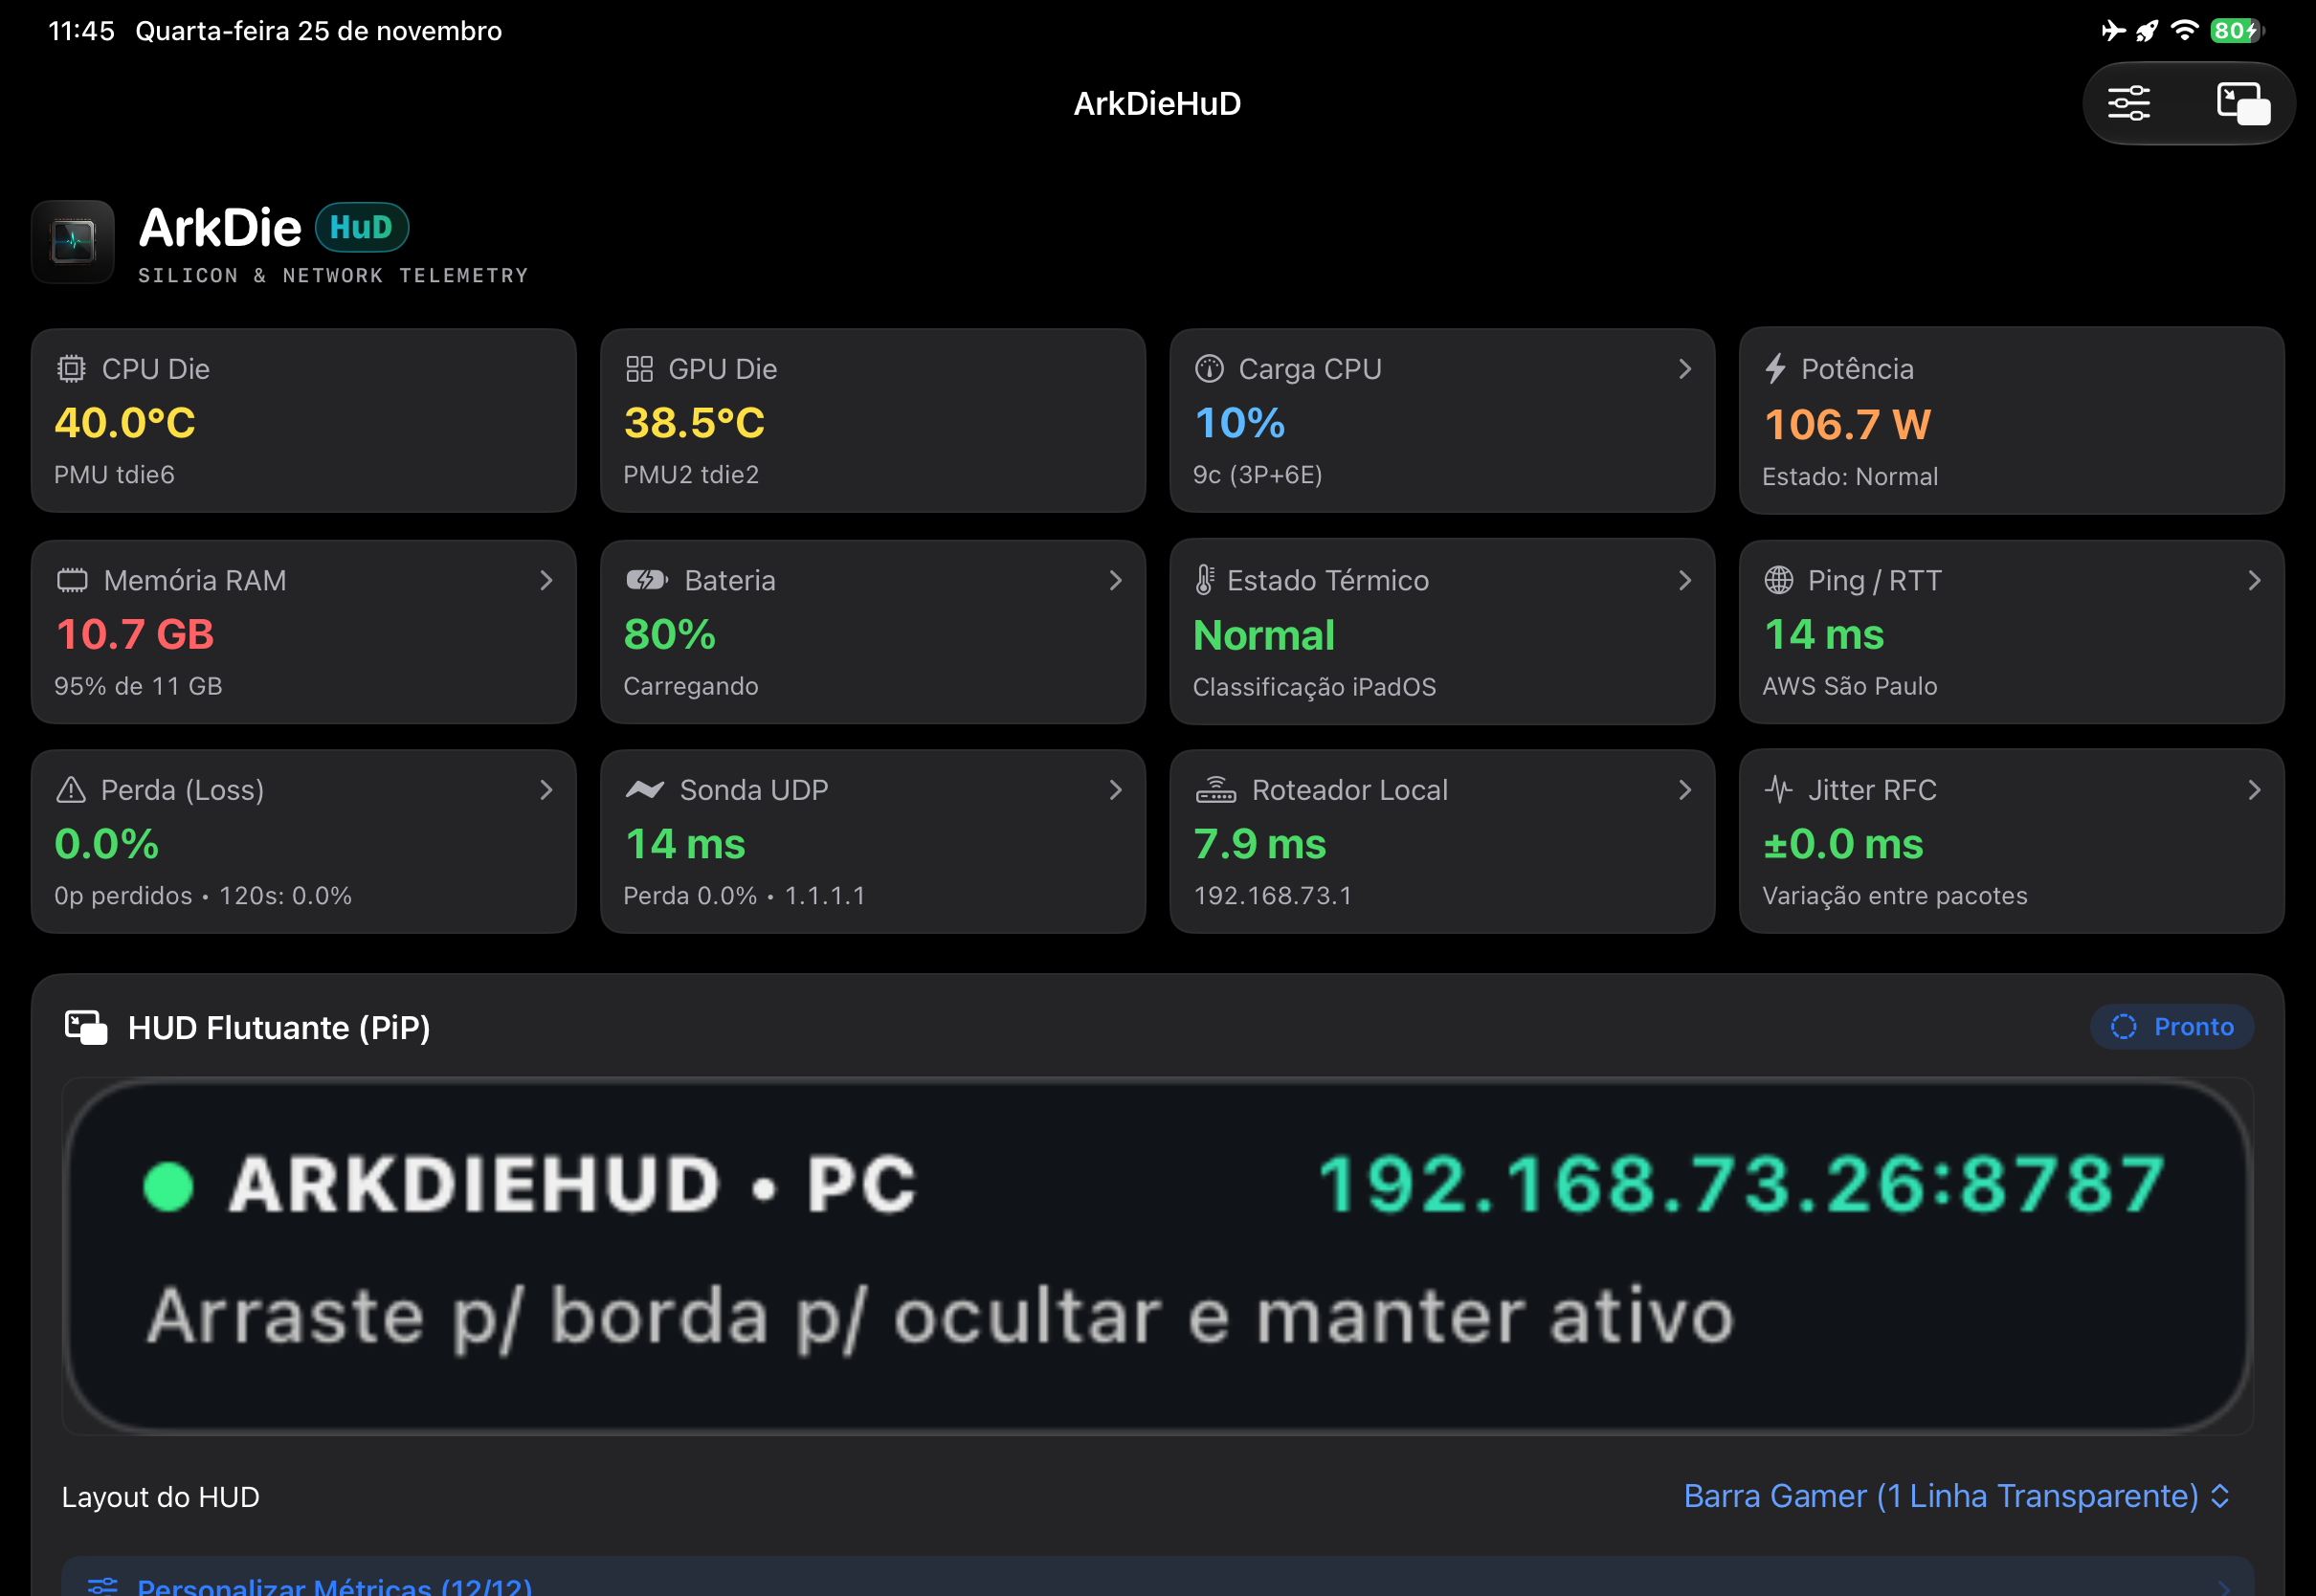 11:45 Quarta-feira 25 de novembro
80
ArkDieHuD
ArkDie HuD
SILICON & NETWORK TELEMETRY
CPU Die
40.0°C
PMU tdie6
GPU Die
38.5°C
PMU2 tdie2
Carga CPU
10%
9c (3P+6E)
Potência
106.7 W
Estado: Normal
Memória RAM
10.7 GB
95% de 11 GB
Bateria
80%
Carregando
Estado Térmico
Normal
Classificação iPadOS
Ping / RTT
14 ms
AWS São Paulo
Perda (Loss)
0.0%
0p perdidos • 120s: 0.0%
Sonda UDP
14 ms
Perda 0.0% • 1.1.1.1
Roteador Local
7.9 ms
192.168.73.1
Jitter RFC
±0.0 ms
Variação entre pacotes
HUD Flutuante (PiP)
Pronto
ARKDIEHUD • PC 192.168.73.26:8787
Arraste p/ borda p/ ocultar e manter ativo
Layout do HUD
Barra Gamer (1 Linha Transparente)
Personalizar Métricas (12/12)